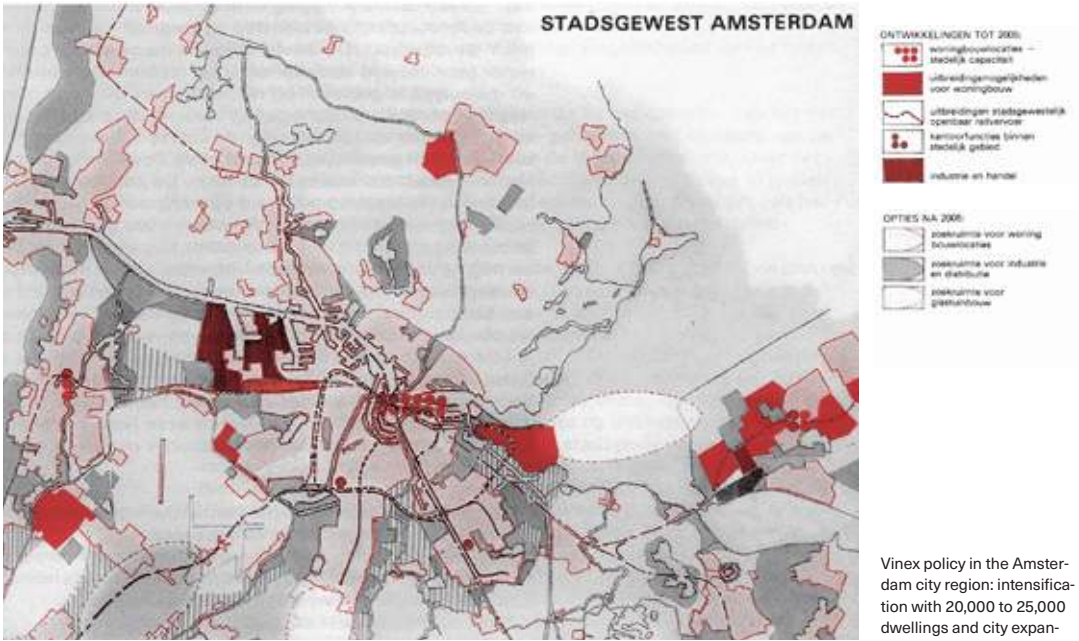 STADSGEWEST AMSTERDAM
ONTWIKKELINGEN TOT 2005:
woningbouwlocaties –
stedelijk capaciteit
uitbreidingsmogelijkheden
voor woningbouw
uitbreidingen stadsgewestelijk
openbaar railvervoer
kantoorfuncties binnen
stedelijk gebied
industrie en handel
OPTIES NA 2005:
zoekruimte voor woning
bouwlocaties
zoekruimte voor industrie
en distributie
zoekruimte voor
glastuinbouw
Vinex policy in the Amster-
dam city region: intensifica-
tion with 20,000 to 25,000
dwellings and city expan-